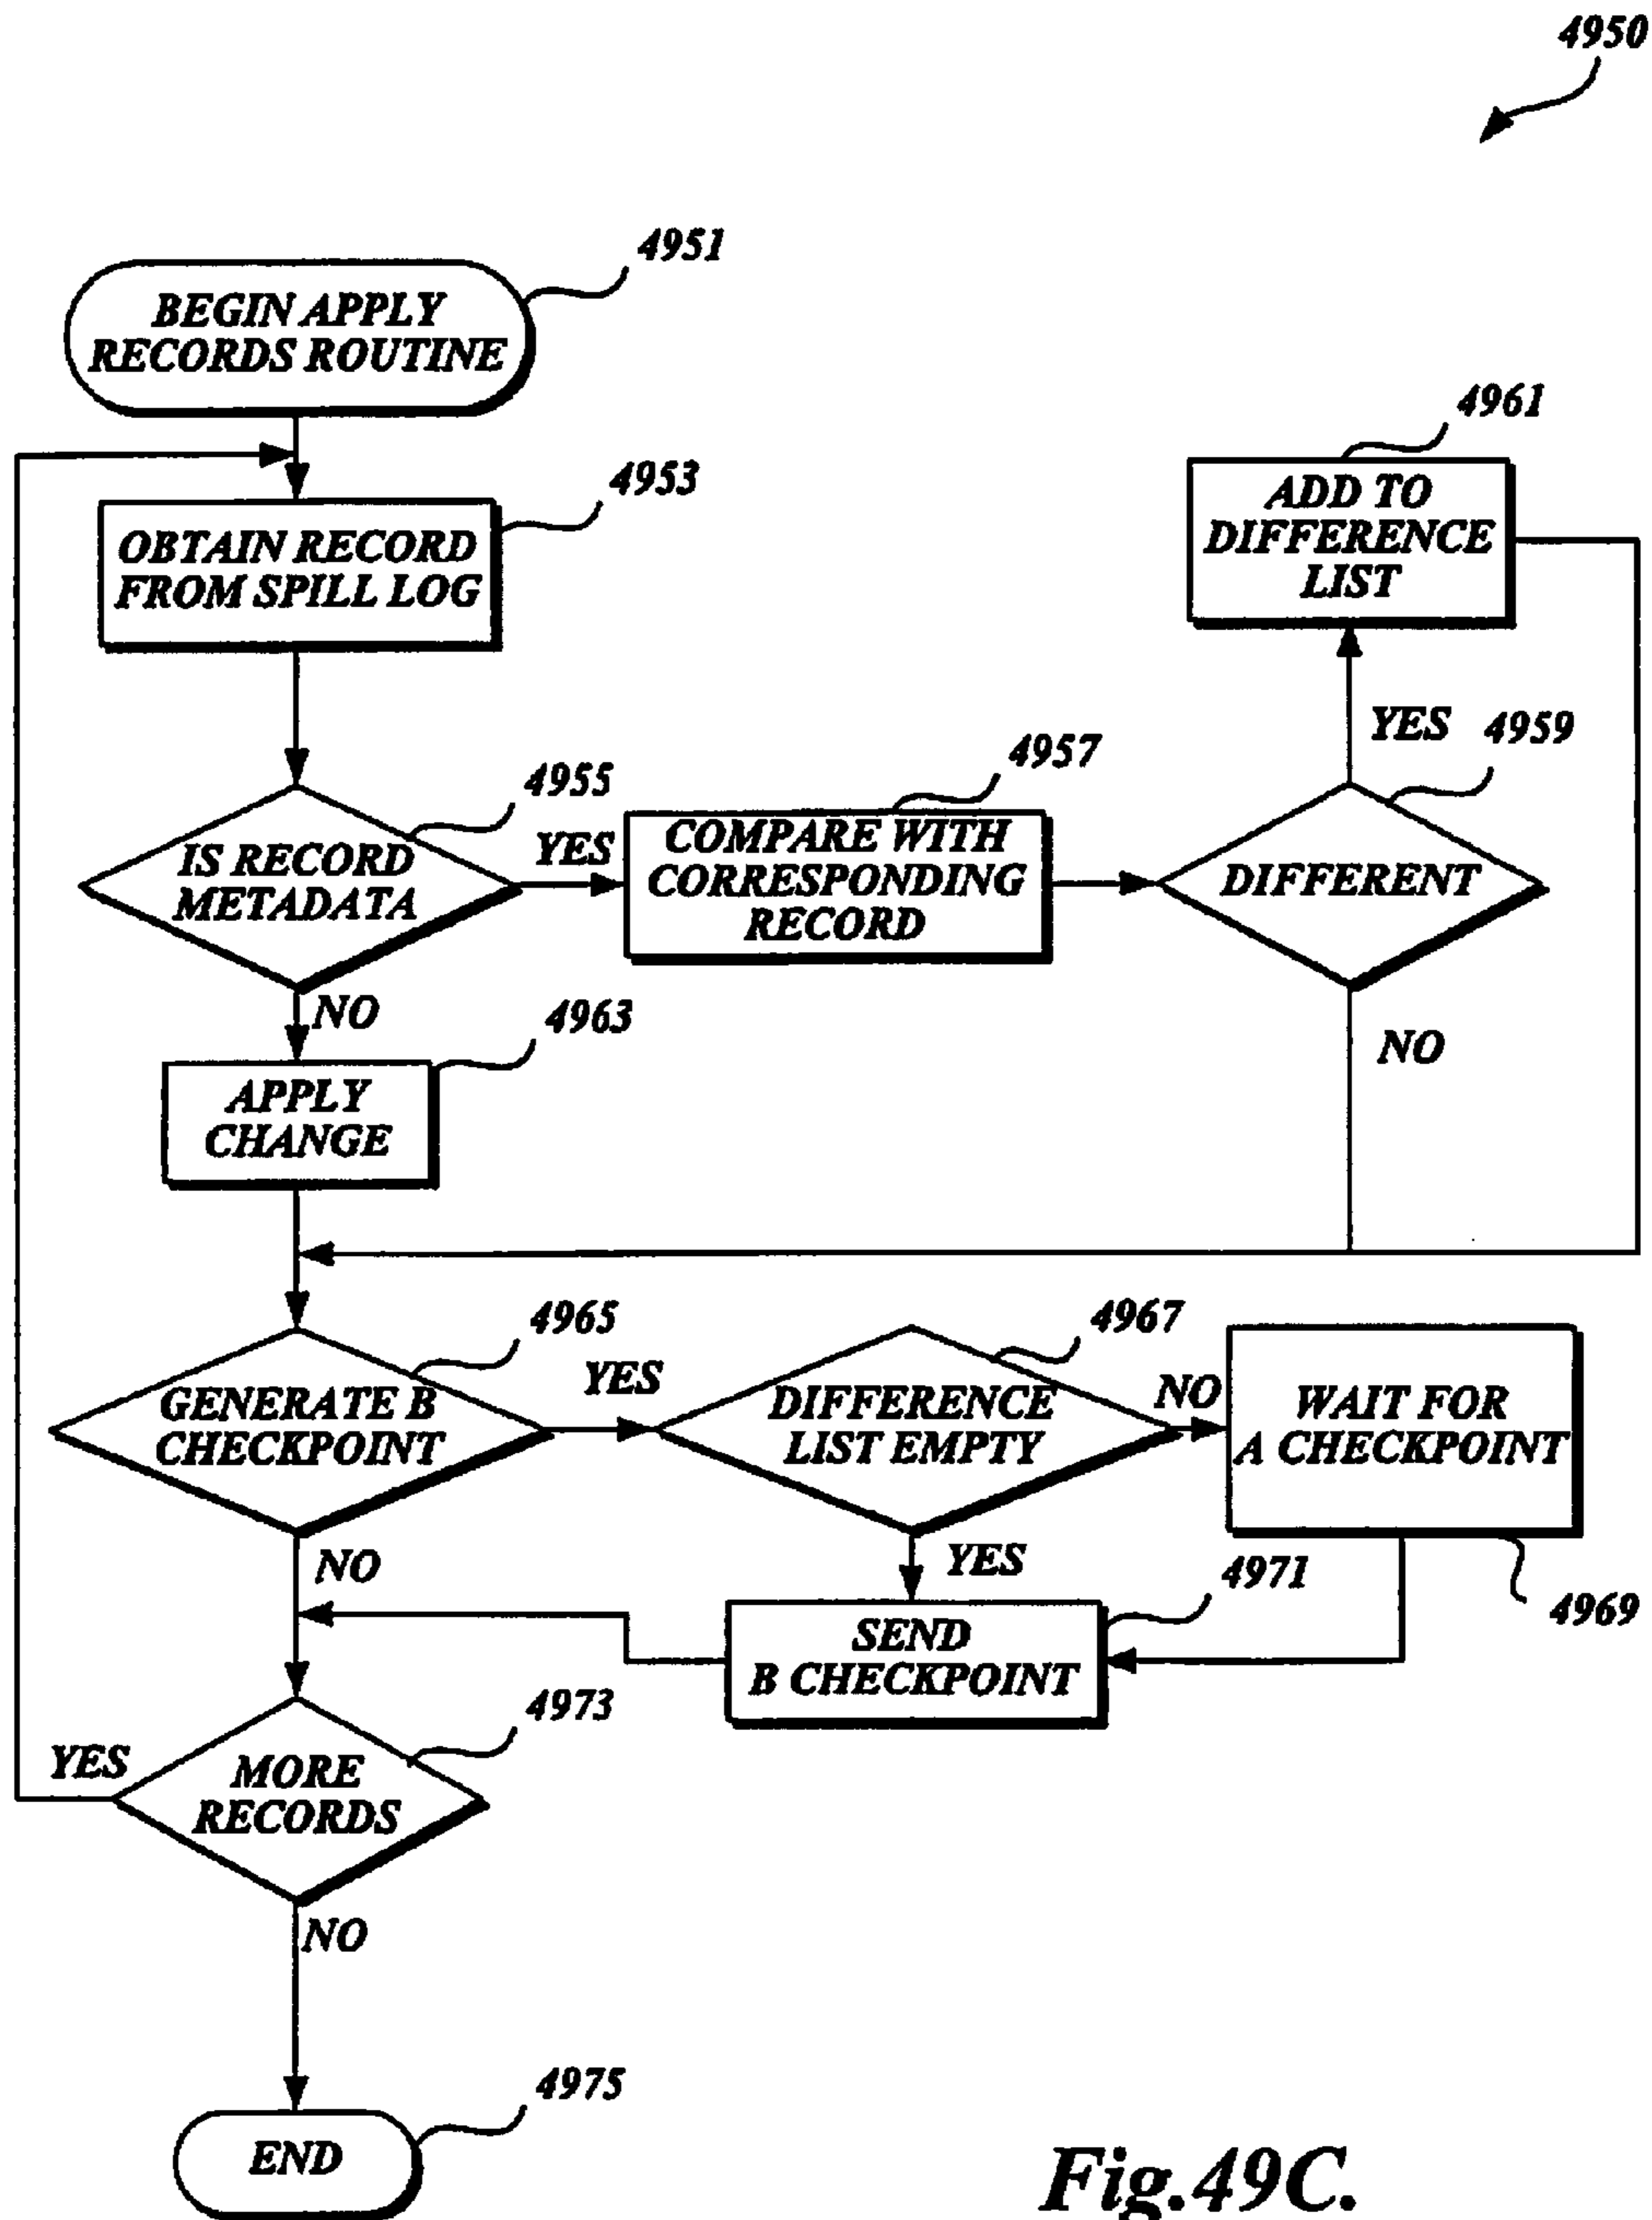 4950
4951
BEGIN APPLY
RECORDS ROUTINE
4953
OBTAIN RECORD
FROM SPILL LOG
4961
ADD TO
DIFFERENCE
LIST
YES
4959
4955
IS RECORD
METADATA
YES
4957
COMPARE WITH
CORRESPONDING
RECORD
DIFFERENT
NO
NO
4963
APPLY
CHANGE
4965
GENERATE B
CHECKPOINT
YES
4967
DIFFERENCE
LIST EMPTY
NO
WAIT FOR
A CHECKPOINT
4969
NO
YES
4971
SEND
B CHECKPOINT
4973
YES
MORE
RECORDS
NO
4975
END
Fig.49C.